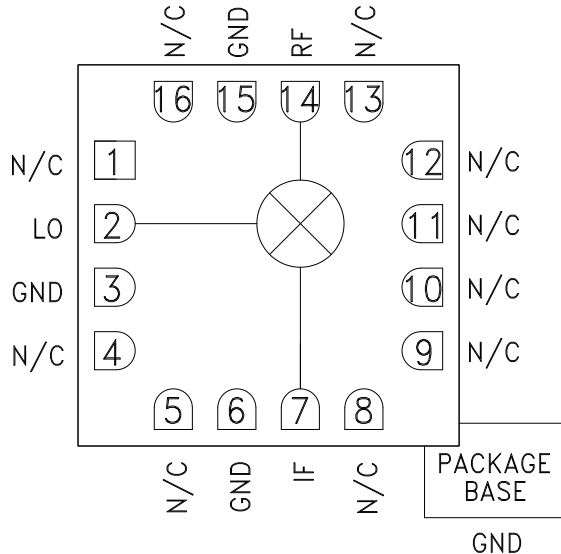 N/C
GND
RF
N/C
16
15
14
13
N/C
1
12
N/C
LO
2
11
N/C
GND
3
10
N/C
N/C
4
9
N/C
5
6
7
8
N/C
GND
IF
N/C
PACKAGE
BASE
GND